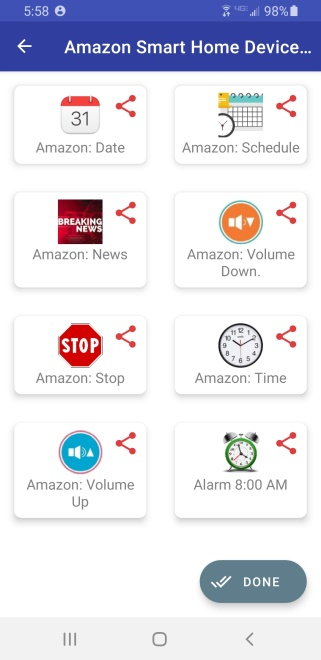 5:58 98%
Amazon Smart Home Device...
31
Amazon: Date
Amazon: Schedule
BREAKING
NEWS
Amazon: News
Amazon: Volume
Down.
STOP
Amazon: Stop
Amazon: Time
Amazon: Volume
Up
Alarm 8:00 AM
DONE